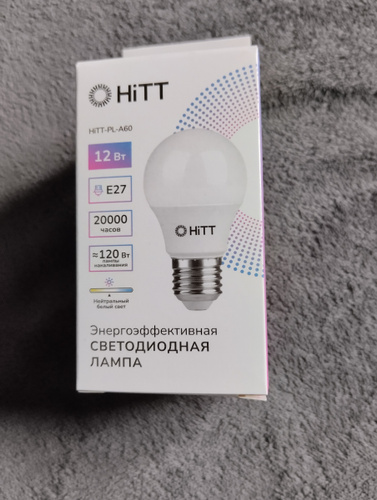 HiTT
HiTT-PL-A60
12 Вт
E27
20000
часов
≈120 Вт
лампы
накаливания
Нейтральный
белый свет
HiTT
Энергоэффективная
СВЕТОДИОДНАЯ
ЛАМПА